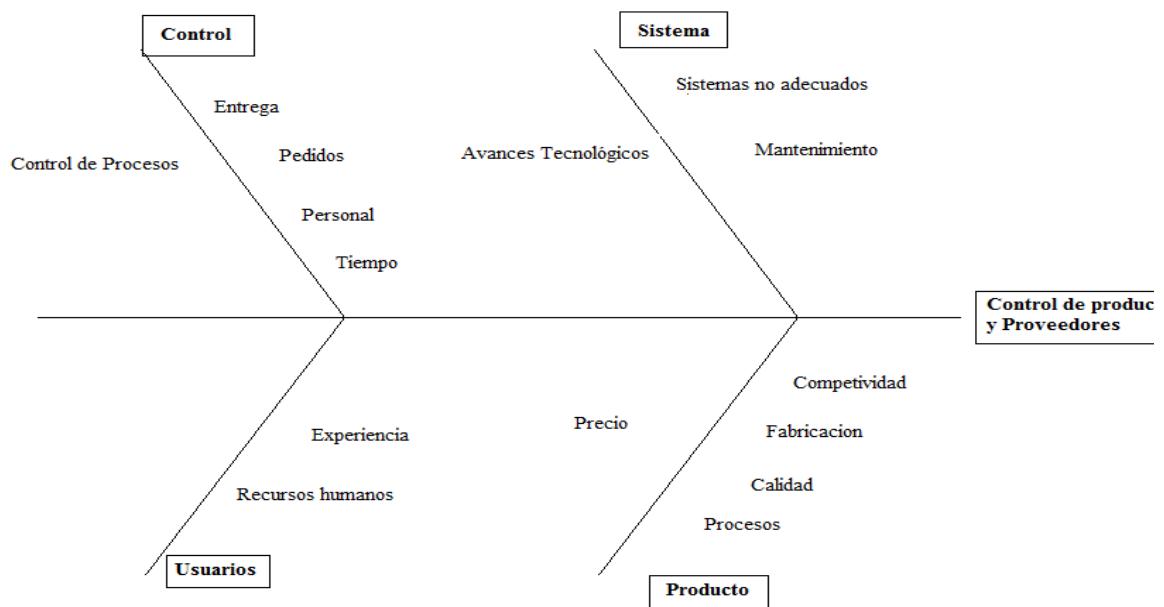 Control
Sistema
Entrega
Sistemas no adecuados
Control de Procesos
Pedidos
Avances Tecnológicos
Mantenimiento
Personal
Tiempo
Control de produc
y Proveedores
Competividad
Precio
Experiencia
Fabricacion
Recursos humanos
Calidad
Procesos
Usuarios
Producto